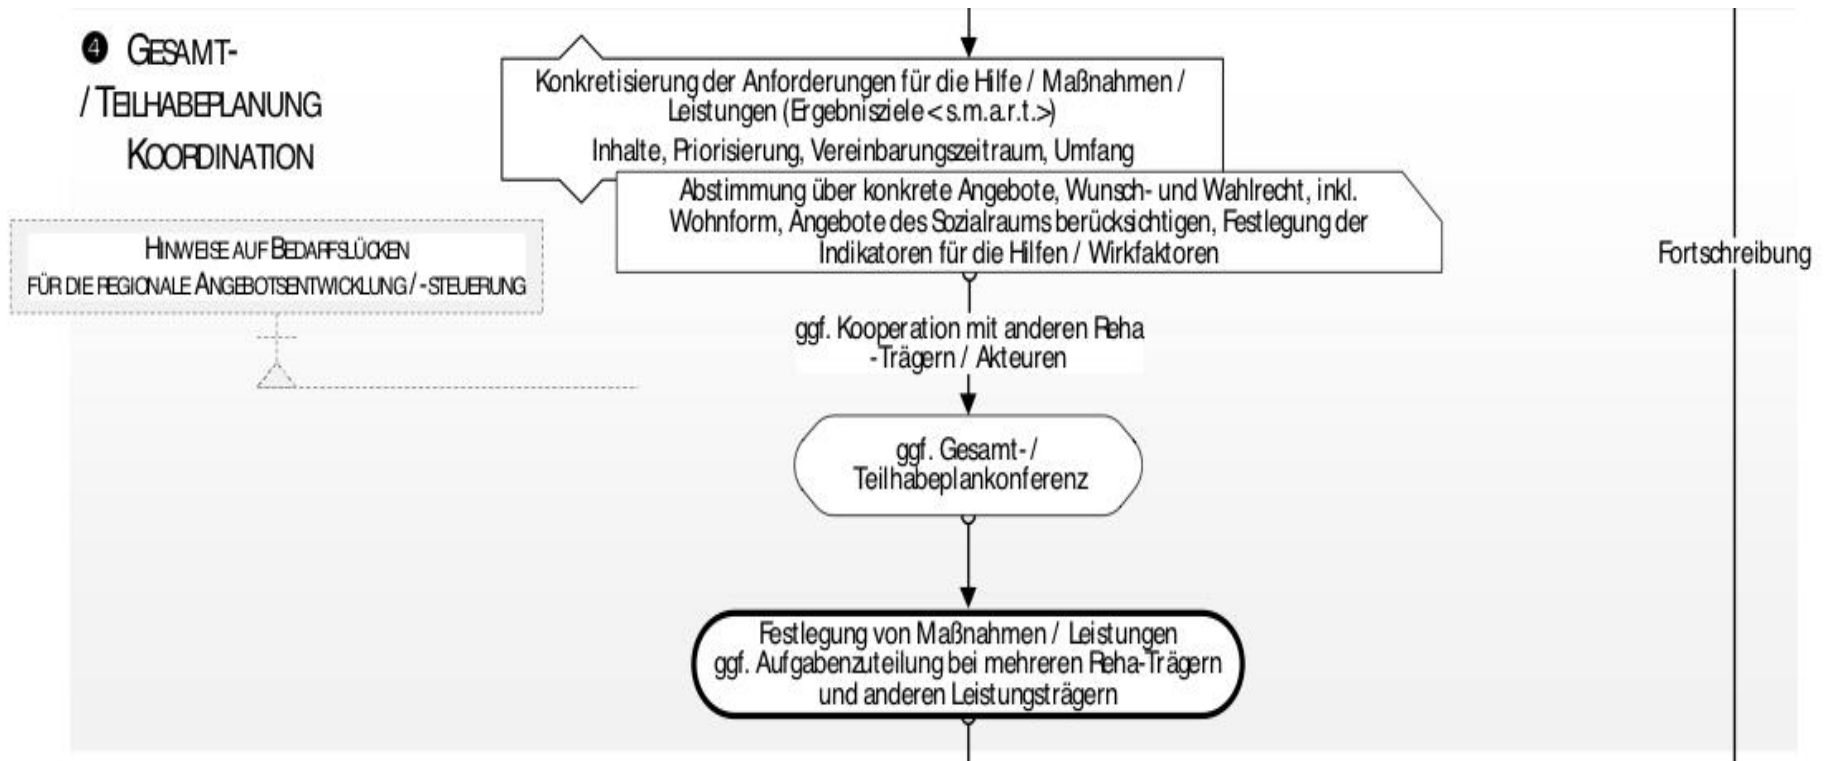 ❹ GESAMT-
/ TEILHABEPLANUNG
KOORDINATION
Konkretisierung der Anforderungen für die Hilfe / Maßnahmen /
Leistungen (Ergebnisziele < s.m.a.r.t.>)
Inhalte, Priorisierung, Vereinbarungszeitraum, Umfang
Abstimmung über konkrete Angebote, Wunsch- und Wahlrecht, inkl.
Wohnform, Angebote des Sozialraums berücksichtigen, Festlegung der
Indikatoren für die Hilfen / Wirkfaktoren
HINWEISE AUF BEDARFSLÜCKEN
FÜR DIE REGIONALE ANGEBOTSENTWICKLUNG / -STEUERUNG
Fortschreibung
ggf. Kooperation mit anderen Reha
-Trägern / Akteuren
ggf. Gesamt- /
Teilhabeplankonferenz
Festlegung von Maßnahmen / Leistungen
ggf. Aufgabenzuteilung bei mehreren Reha-Trägern
und anderen Leistungsträgern